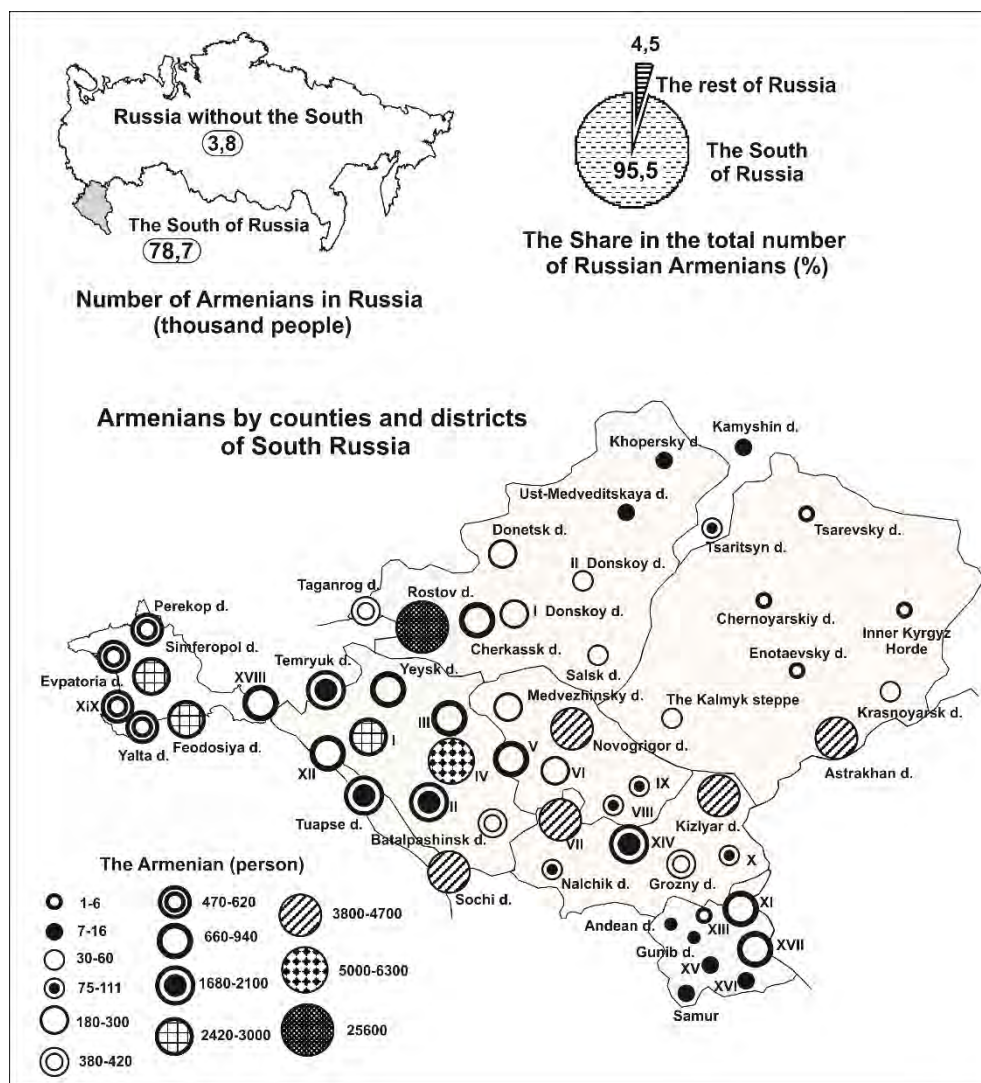 4,5
The rest of Russia
Russia without the South
3,8
95,5
The South
of Russia
The South of Russia
78,7
Number of Armenians in Russia
(thousand people)
The Share in the total number
of Russian Armenians (%)
Armenians by counties and districts
of South Russia
Kamyshin d.
Khopersky d.
Ust-Medveditskaya d.
Tsarevsky d.
Tsaritsyn d.
Donetsk d.
II Donskoy d.
Taganrog d.
Rostov d.
I Donskoy d.
Cherkassk d.
Chernoyarskiy d.
Inner Kyrgyz
Horde
Perekop d.
Simferopol d.
Evpatoria d.
XiX
Yalta d.
Feodosiya d.
XVIII
Temryuk d.
Yeysk d.
Salsk d.
Enotaevsky d.
Medvezhinsky d.
The Kalmyk steppe
Krasnoyarsk d.
III
I
Novogrigor d.
IV
V
VI
XII
Astrakhan d.
IX
VIII
Kizlyar d.
Tuapse d.
II
Batalpashinsk d.
VII
XIV
X
Sochi d.
Nalchik d.
Grozny d.
XI
Andean d.
XIII
Gunib d.
XVII
XV
XVI
Samur
The Armenian (person)
1-6
7-16
30-60
75-111
180-300
380-420
470-620
660-940
1680-2100
2420-3000
3800-4700
5000-6300
25600